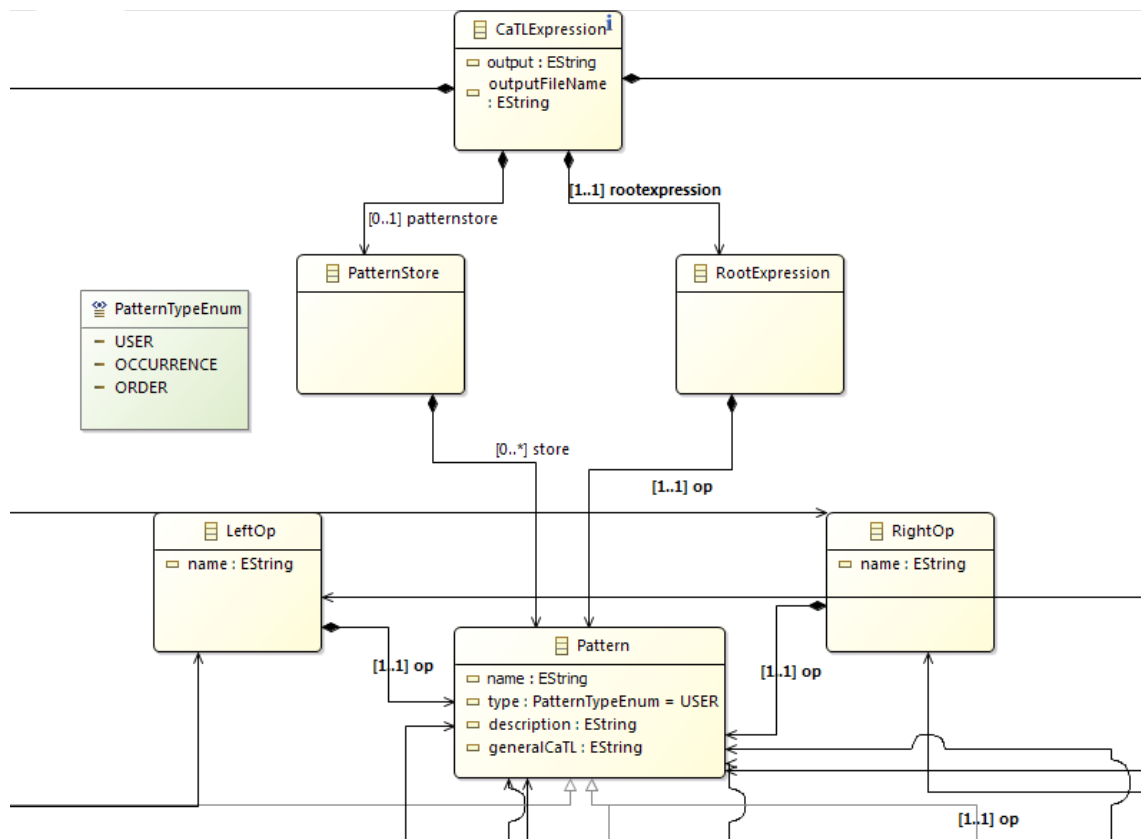 CaTLExpression
output : EString
outputFileName
: EString
[1..1] rootexpression
[0..1] patternstore
PatternStore
RootExpression
PatternTypeEnum
USER
OCCURRENCE
ORDER
[0..*] store
[1..1] op
LeftOp
name : EString
RightOp
name : EString
Pattern
name : EString
type : PatternTypeEnum = USER
description : EString
generalCaTL : EString
[1..1] op
[1..1] op
[1..1] op